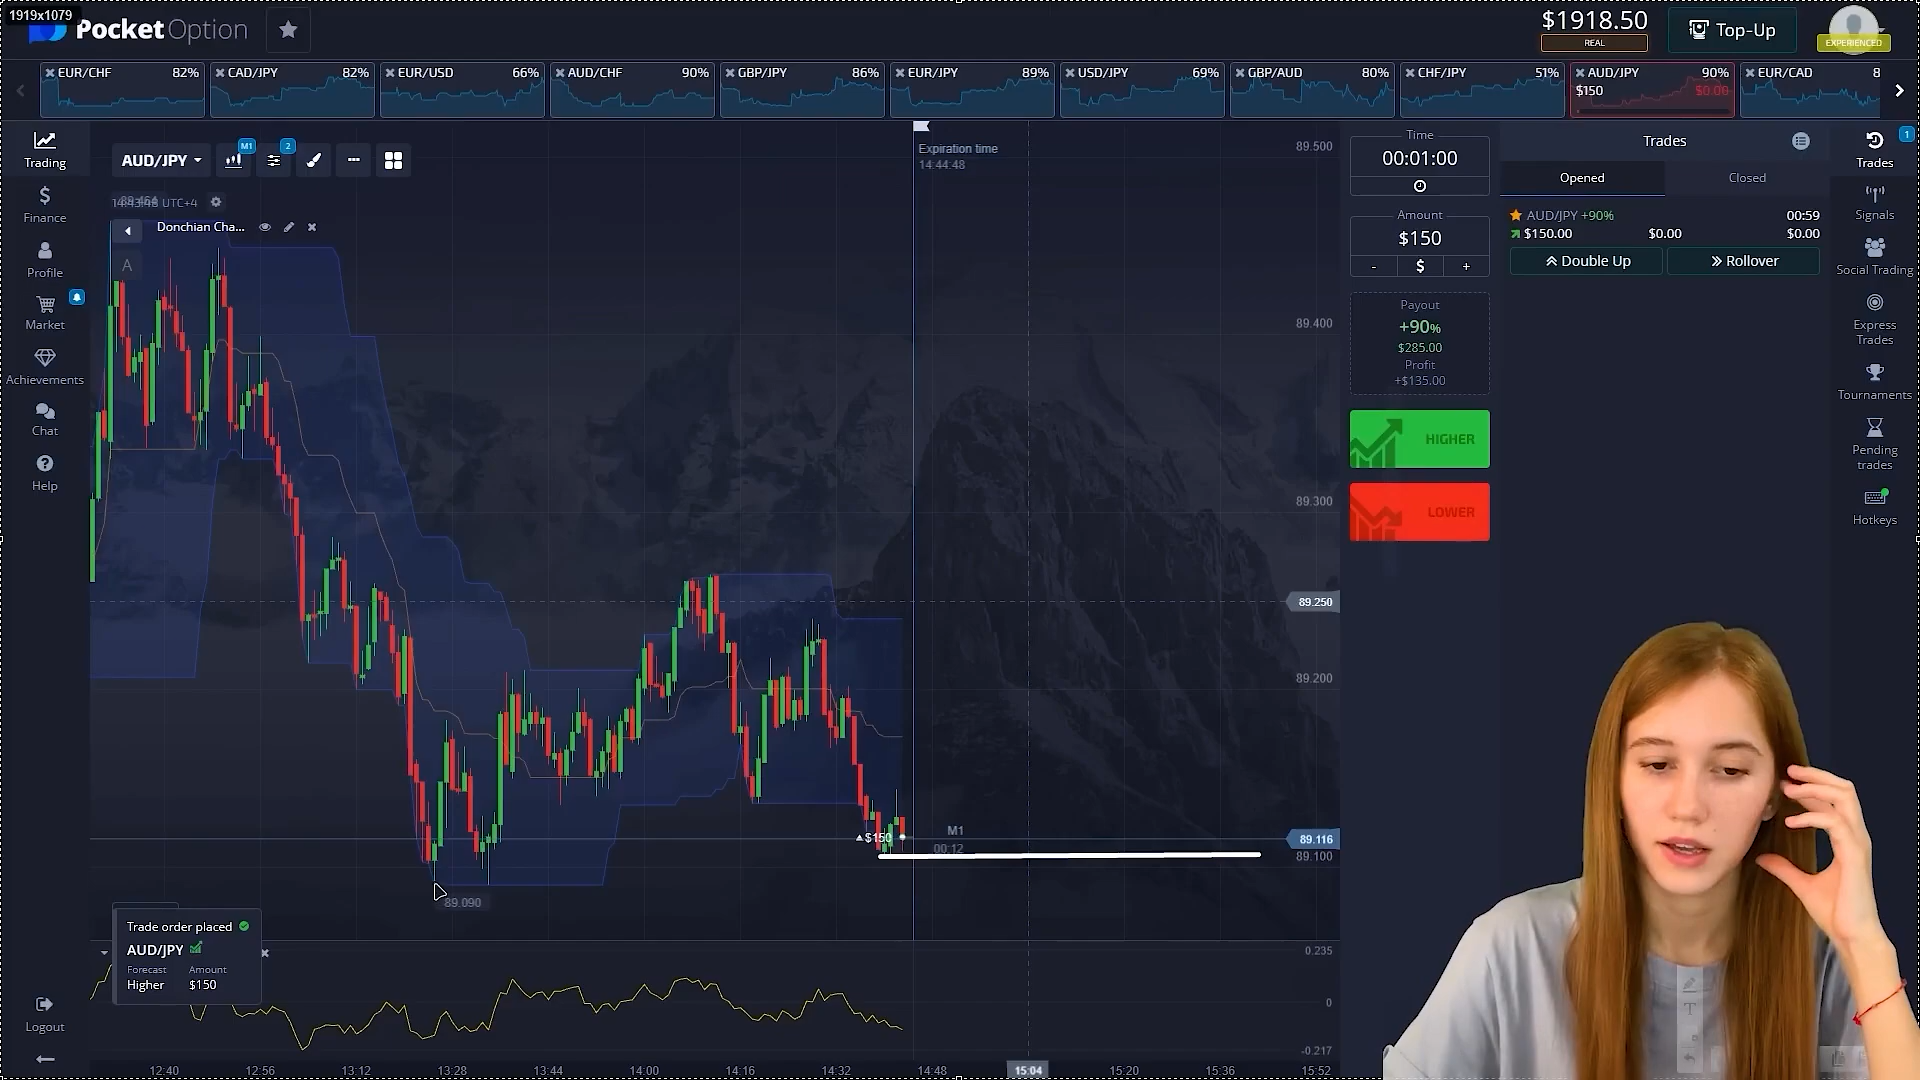 1919x1079
PocketOption
$1918.50
REAL
Top-Up
EXPERIENCED
EUR/CHF 82%
CAD/JPY 82%
EUR/USD 66%
AUD/CHF 90%
GBP/JPY 86%
EUR/JPY 89%
USD/JPY 69%
GBP/AUD 80%
CHF/JPY 51%
AUD/JPY 90%
$150 $0.00
EUR/CAD 8
Trading
Finance
Profile
Market
Achievements
Chat
Help
Logout
AUD/JPY
M1
2
UTC+4
Donchian Cha...
A
Expiration time
14:44:48
89.500
89.400
89.300
89.250
89.200
89.116
89.100
$150
M1
00:12
89.090
Trade order placed
AUD/JPY
Forecast Amount
Higher $150
0.235
0
-0.217
12:40 12:56 13:12 13:28 13:44 14:00 14:16 14:32 14:48 15:04 15:20 15:36 15:52
Time
00:01:00
Amount
$150
- $ +
Payout
+90%
$285.00
Profit
+$135.00
HIGHER
LOWER
Trades
Opened Closed
AUD/JPY +90% 00:59
$150.00 $0.00 $0.00
Double Up Rollover
1
Trades
Signals
Social Trading
Express
Trades
Tournaments
Pending
trades
Hotkeys
T